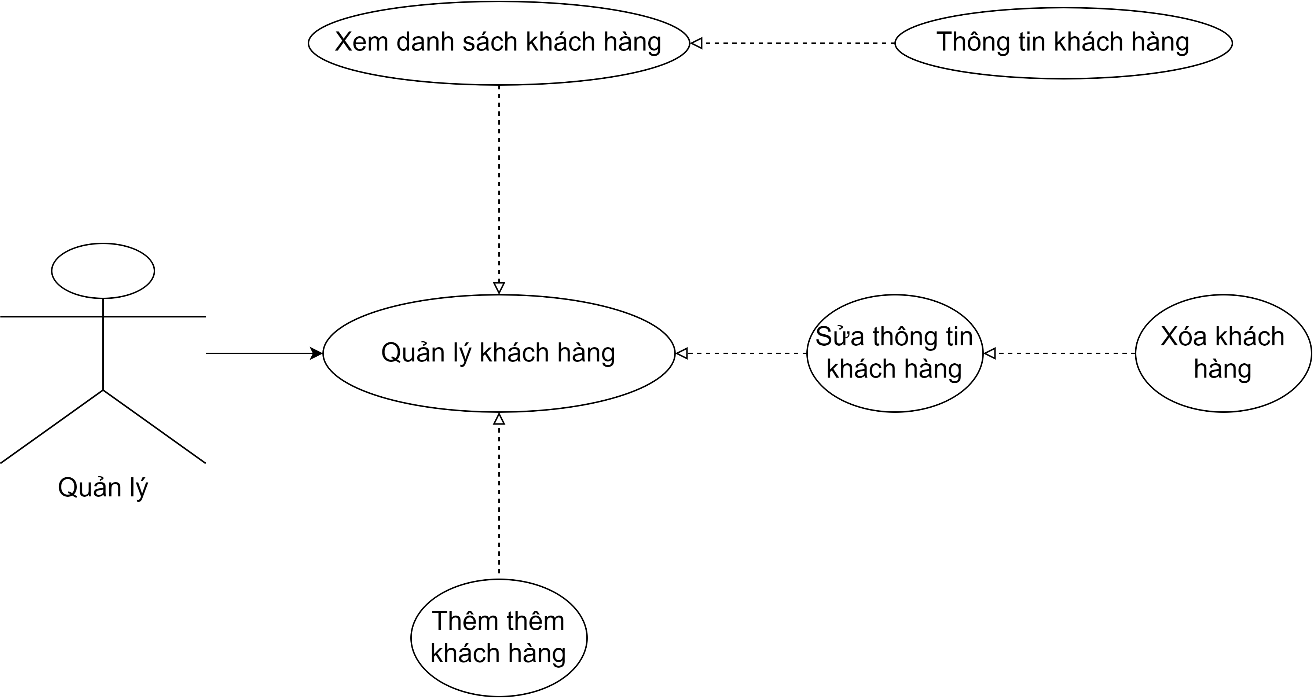 Xem danh sách khách hàng
Thông tin khách hàng
Quản lý khách hàng
Sửa thông tin
khách hàng
Xóa khách
hàng
Quản lý
Thêm thêm
khách hàng